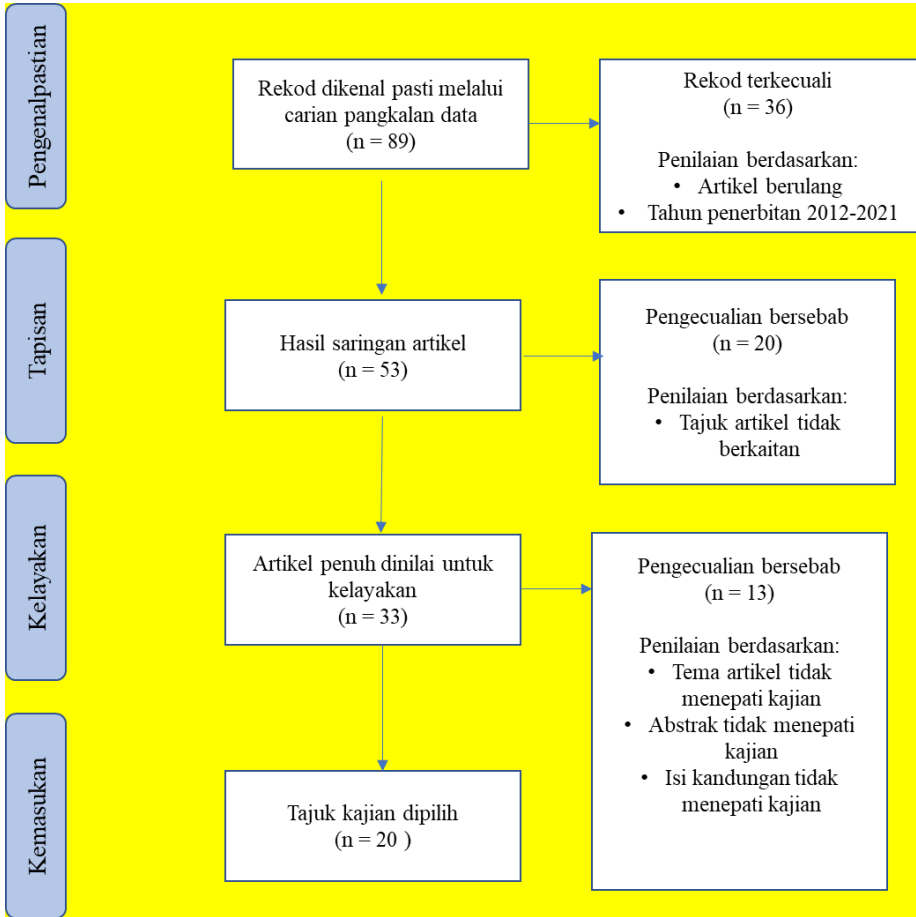 Pengenalpastian
Rekod dikenal pasti melalui
carian pangkalan data
(n = 89)
Rekod terkecuali
(n = 36)
Penilaian berdasarkan:
• Artikel berulang
• Tahun penerbitan 2012-2021
Tapisan
Hasil saringan artikel
(n = 53)
Pengecualian bersebab
(n = 20)
Penilaian berdasarkan:
• Tajuk artikel tidak
berkaitan
Kelayakan
Artikel penuh dinilai untuk
kelayakan
(n = 33)
Pengecualian bersebab
(n = 13)
Penilaian berdasarkan:
• Tema artikel tidak
menepati kajian
• Abstrak tidak menepati
kajian
• Isi kandungan tidak
menepati kajian
Kemasukan
Tajuk kajian dipilih
(n = 20 )